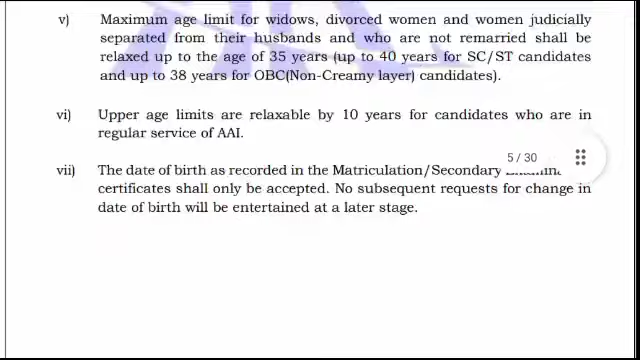 v) Maximum age limit for widows, divorced women and women judicially
separated from their husbands and who are not remarried shall be
relaxed up to the age of 35 years (up to 40 years for SC/ST candidates
and up to 38 years for OBC(Non-Creamy layer) candidates).
vi) Upper age limits are relaxable by 10 years for candidates who are in
regular service of AAI.
5 / 30
vii) The date of birth as recorded in the Matriculation/Secondary
certificates shall only be accepted. No subsequent requests for change in
date of birth will be entertained at a later stage.